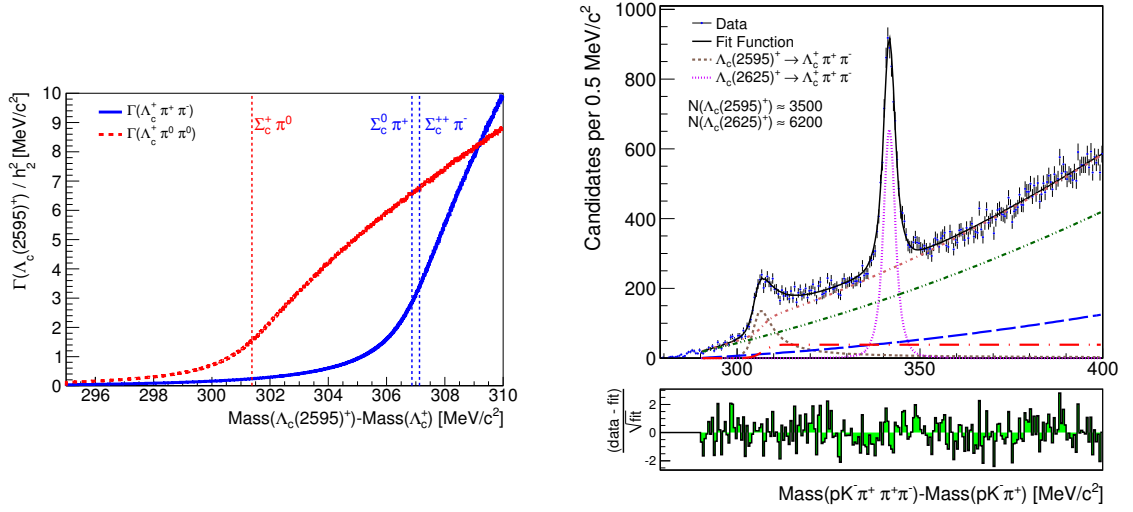 Γ(Λc(2595)+) / h₂² [MeV/c²]
10
9
8
7
6
5
4
3
2
1
0
Γ(Λc+ π+ π-)
Γ(Λc+ π0 π0)
Σc+ π0
Σc0 π+
Σc++ π-
296 298 300 302 304 306 308 310
Mass(Λc(2595)+)-Mass(Λc+) [MeV/c²]
Candidates per 0.5 MeV/c²
1000
800
600
400
200
0
Data
Fit Function
Λc(2595)+ → Λc+ π+ π-
Λc(2625)+ → Λc+ π+ π-
N(Λc(2595)+) ≈ 3500
N(Λc(2625)+) ≈ 6200
300 350 400
(data - fit)
√fit
2
0
-2
Mass(pK-π+ π+π-)-Mass(pK-π+) [MeV/c²]